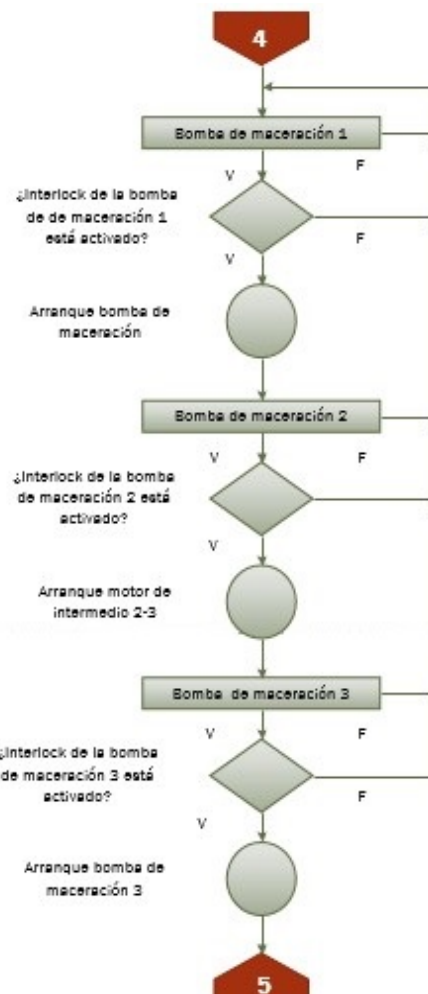 4
Bomba de maceración 1
V
F
¿Interlock de la bomba
de de maceración 1
está activado?
F
V
Arranque bomba de
maceración
Bomba de maceración 2
V
F
¿Interlock de la bomba
de maceración 2 está
activado?
V
Arranque motor de
intermedio 2-3
Bomba de maceración 3
V
F
¿Interlock de la bomba
de maceración 3 está
activado?
F
V
Arranque bomba de
maceración 3
5